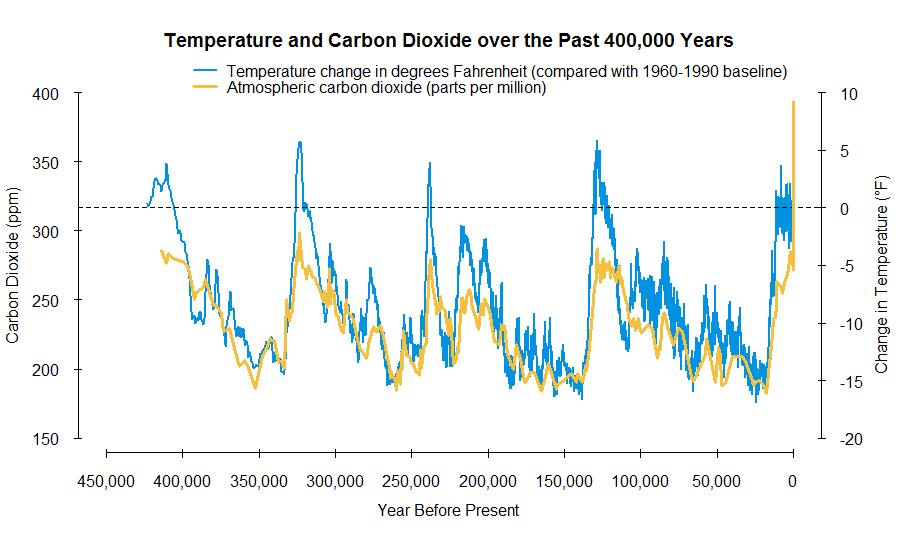 Temperature and Carbon Dioxide over the Past 400,000 Years
Temperature change in degrees Fahrenheit (compared with 1960-1990 baseline)
Atmospheric carbon dioxide (parts per million)
Carbon Dioxide (ppm)
400
350
300
250
200
150
10
5
0
-5
-10
-15
-20
Change in Temperature (°F)
450,000 400,000 350,000 300,000 250,000 200,000 150,000 100,000 50,000 0
Year Before Present